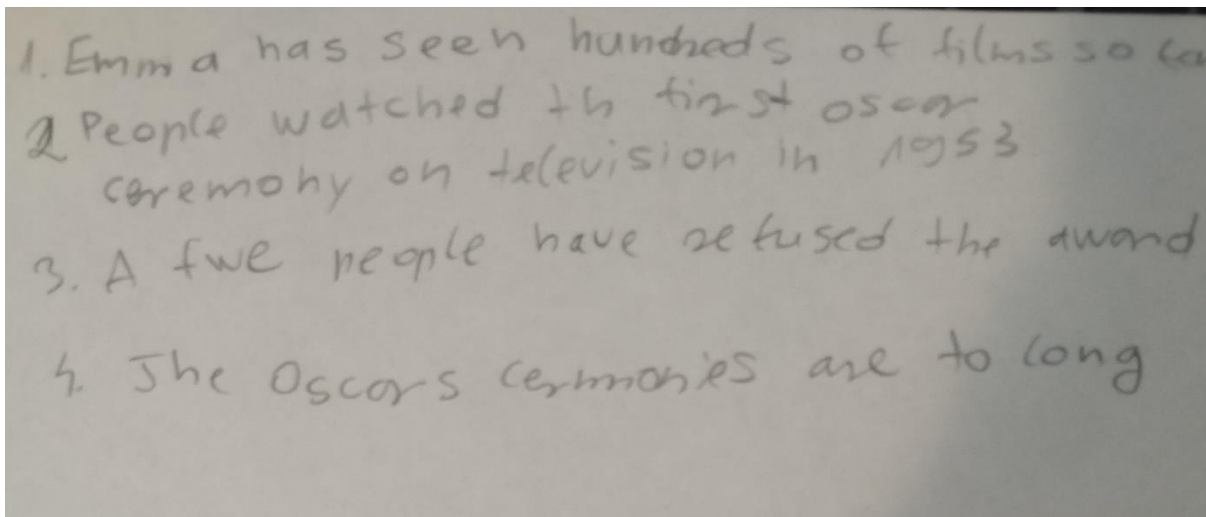 1. Emma has seen hundreds of films so fa
2 People watched th first oscar
ceremony on television in 1953
3. A fwe people have refused the award
4. The Oscars cermonies are to long